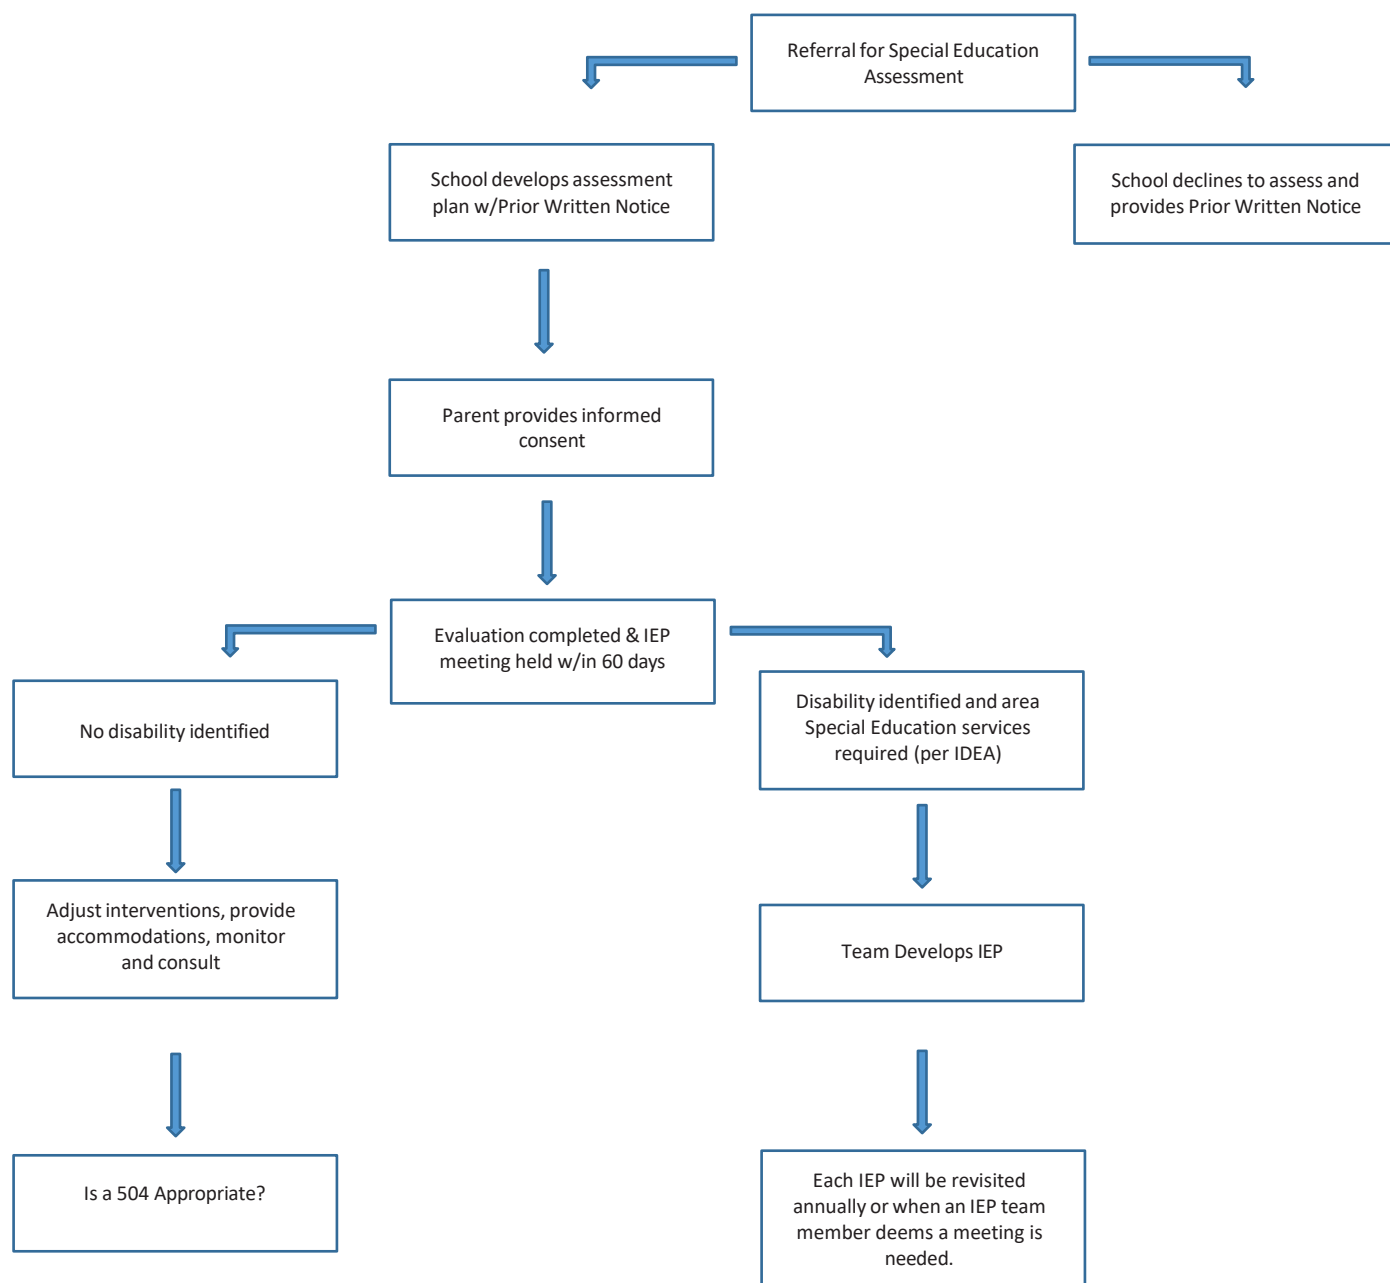 Referral for Special Education
Assessment
School develops assessment
plan w/Prior Written Notice
School declines to assess and
provides Prior Written Notice
Parent provides informed
consent
Evaluation completed & IEP
meeting held w/in 60 days
No disability identified
Disability identified and area
Special Education services
required (per IDEA)
Adjust interventions, provide
accommodations, monitor
and consult
Team Develops IEP
Is a 504 Appropriate?
Each IEP will be revisited
annually or when an IEP team
member deems a meeting is
needed.